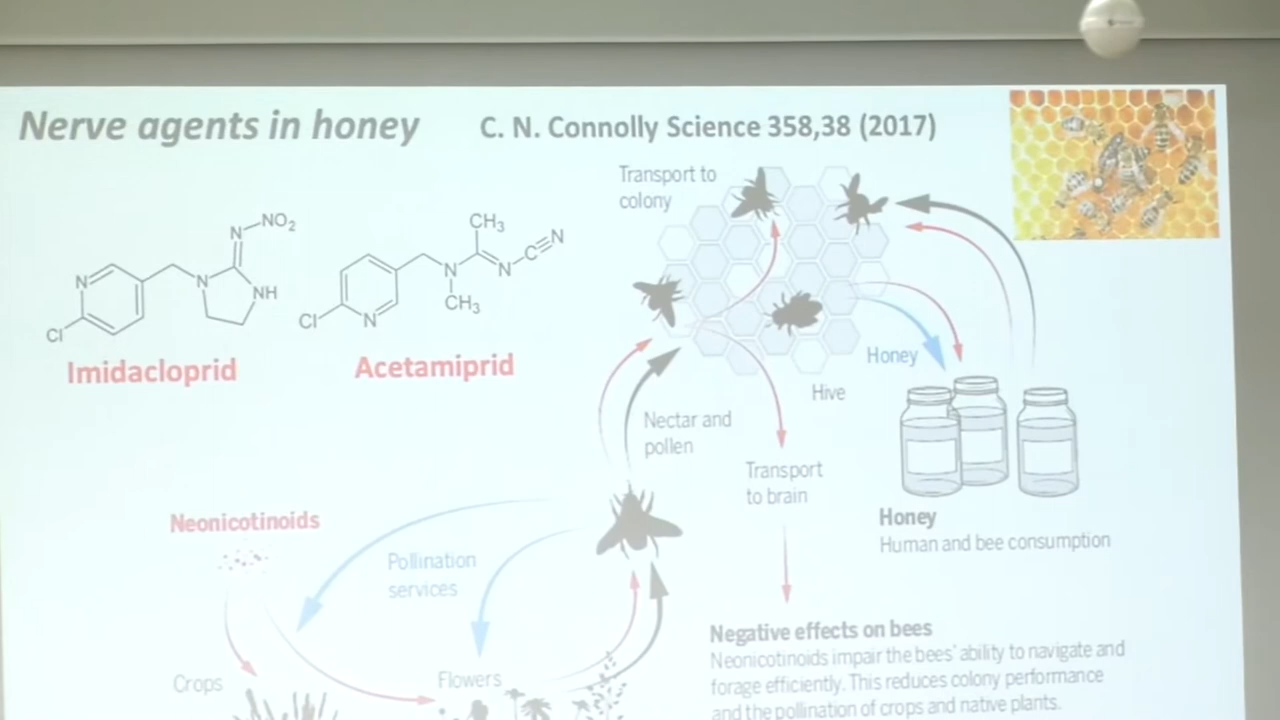 Nerve agents in honey
C. N. Connolly Science 358,38 (2017)
Transport to
colony
NO2
N
N
N
NH
Cl
CH3
N
N
C
N
CH3
Cl
N
Imidacloprid
Acetamiprid
Honey
Hive
Nectar and
pollen
Transport
to brain
Honey
Human and bee consumption
Neonicotinoids
Pollination
services
Crops
Flowers
Negative effects on bees
Neonicotinoids impair the bees' ability to navigate and
forage efficiently. This reduces colony performance
and the pollination of crops and native plants.